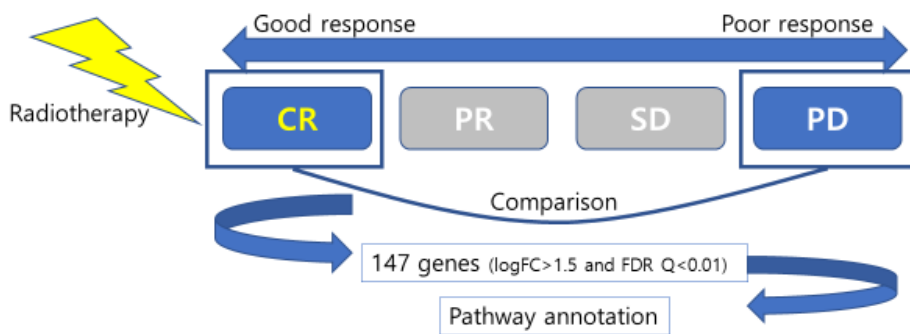 Good response
Poor response
Radiotherapy
CR
PR
SD
PD
Comparison
147 genes (logFC>1.5 and FDR Q<0.01)
Pathway annotation